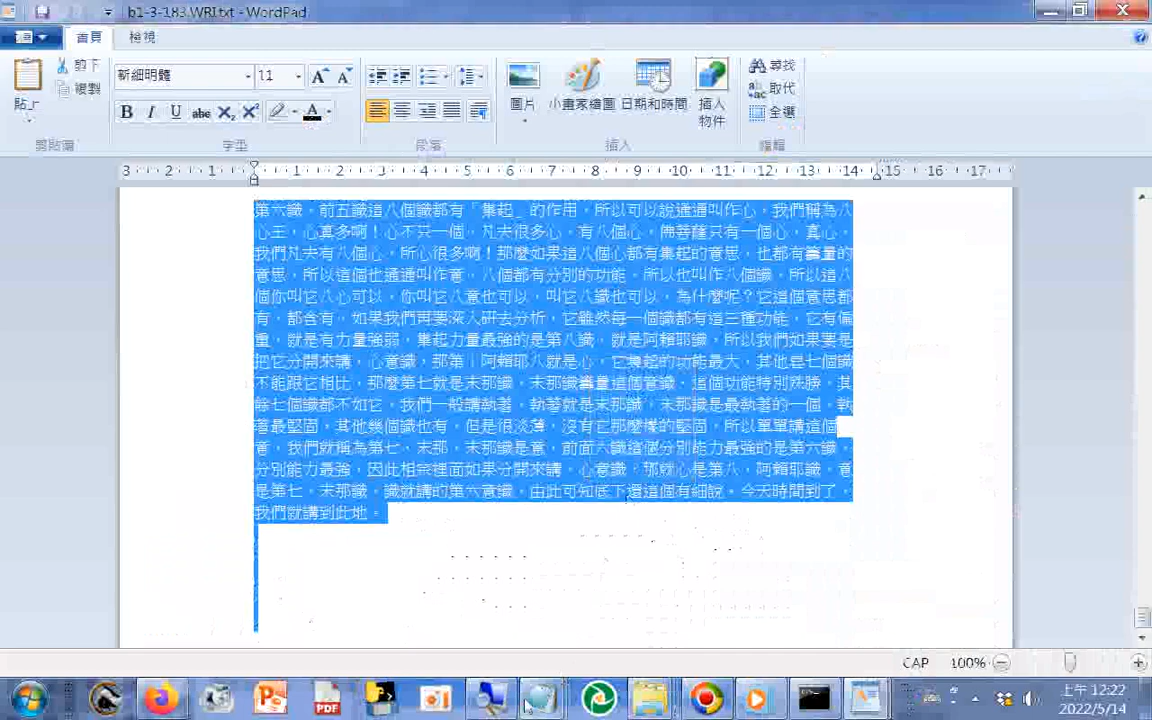 b1-3-183.WRI.txt - WordPad
首頁 檢視
剪下
複製
新細明體 11
圖片 小畫家繪圖 日期和時間 插入物件
尋找
取代
全選
剪貼簿 字型 段落 插入 編輯
3 2 1 1 2 3 4 5 6 7 8 9 10 11 12 13 14 15 16 17
第六識，前五識這八個識都有「集起」的作用，所以可以說通通叫作心，我們稱為八
心王，心真多啊！心不只一個，凡夫很多心，有八個心，佛菩薩只有一個心，真心，
我們凡夫有八個心，所心很多啊！那麼如果這八個心都有集起的意思，也都有籌量的
意思，所以這個也通通叫作意，八個都有分別的功能，所以也叫作八個識，所以這八
個你叫它八心可以，你叫它八意也可以，叫它八識也可以，為什麼呢？它這個意思都
有，都含有，如果我們再要深入研去分析，它雖然每一個識都有這三種功能，它有偏
重，就是有力量強弱，集起力量最強的是第八識，就是阿賴耶識，所以我們如果要是
把它分開來講，心意識，那第 阿賴耶八就是心，它集起的功能最大，其他皂七個識
不能跟它相比，那麼第七就是末那識，末那識籌量這個意識，這個功能特別殊勝，其
餘七個識都不如它，我們一般講執著，執著就是末那識，末那識是最執著的一個，執
著最堅固，其他幾個識也有，但是很淡薄，沒有它那麼樣的堅固，所以單單講這個
意，我們就稱為第七，末那，末那識是意，前面六識這個分別能力最強的是第六識，
分別能力最強，因此相宗裡面如果分開來講，心意識，那就心是第八，阿賴耶識，意
是第七，末那識，識就講的第六意識，由此可知底下還這個有細說。今天時間到了，
我們就講到此地。
CAP 100%
上午 12:22
2022/5/14